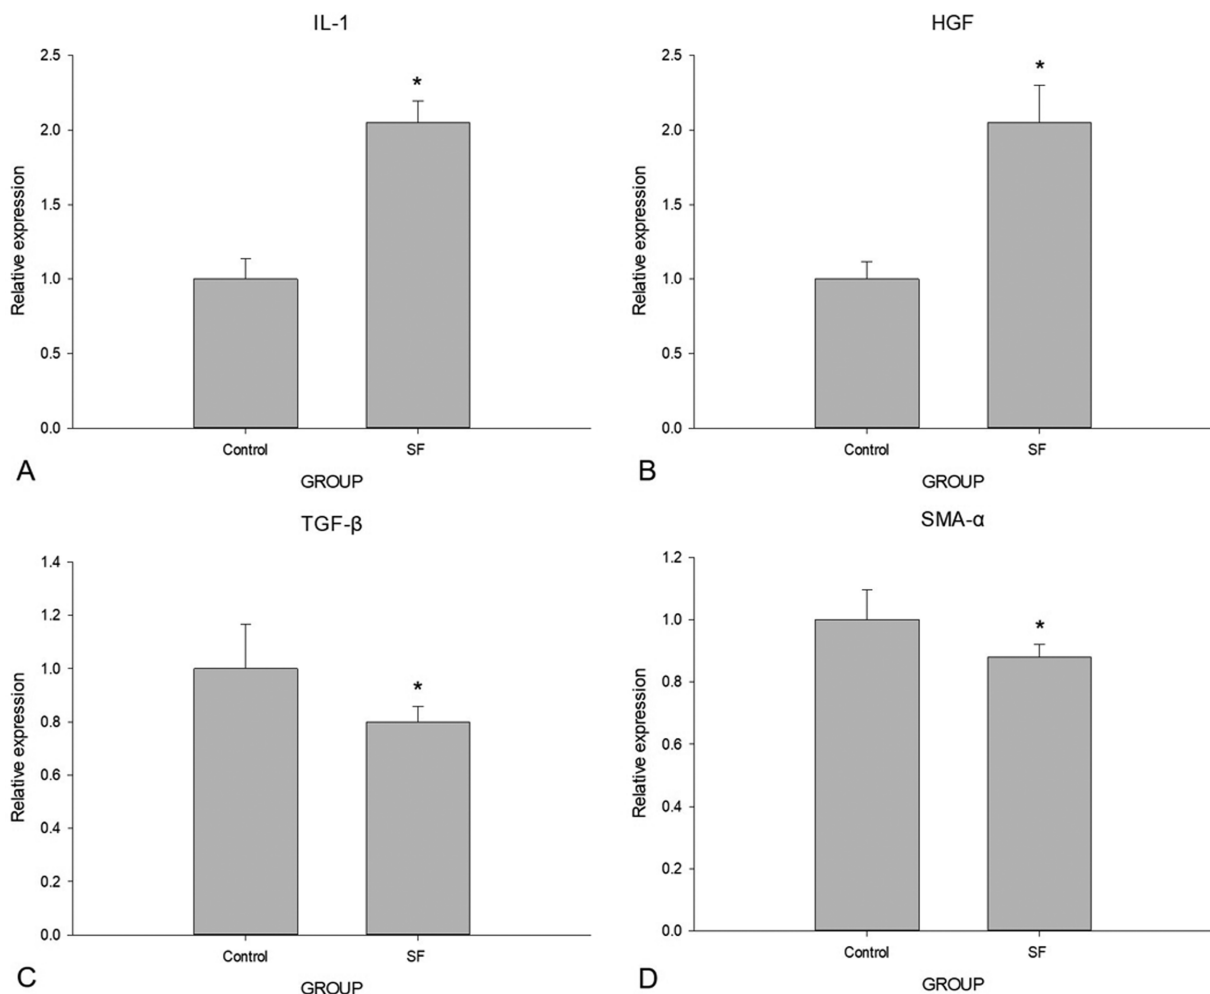 IL-1
2.5
*
2.0
1.5
1.0
0.5
0.0
Relative expression
Control SF
A
GROUP
HGF
2.5
*
2.0
1.5
1.0
0.5
0.0
Relative expression
Control SF
B
GROUP
TGF-β
1.4
1.2
1.0
*
0.8
0.6
0.4
0.2
0.0
Relative expression
Control SF
C
GROUP
SMA-α
1.2
1.0
*
0.8
0.6
0.4
0.2
0.0
Relative expression
Control SF
D
GROUP